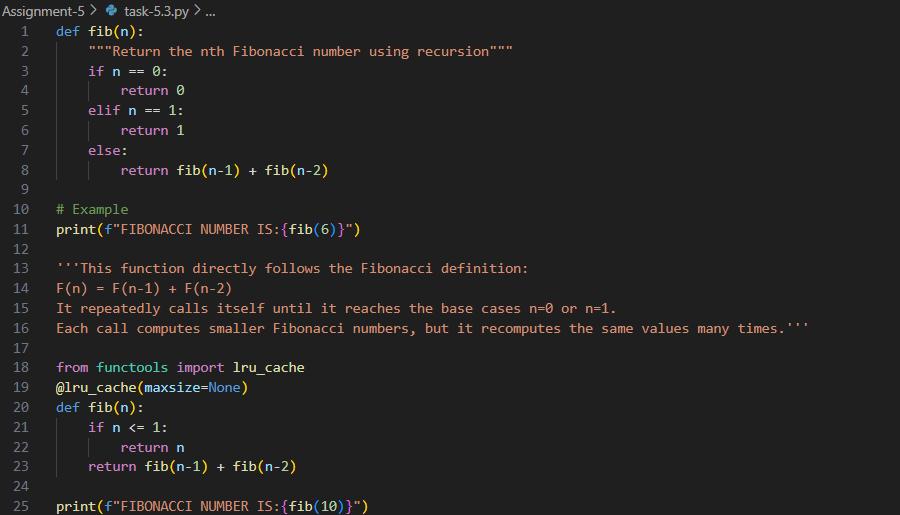 Assignment-5 > task-5.3.py > ...
1 def fib(n):
2     """Return the nth Fibonacci number using recursion"""
3     if n == 0:
4         return 0
5     elif n == 1:
6         return 1
7     else:
8         return fib(n-1) + fib(n-2)
9
10 # Example
11 print(f"FIBONACCI NUMBER IS:{fib(6)}")
12
13 '''This function directly follows the Fibonacci definition:
14 F(n) = F(n-1) + F(n-2)
15 It repeatedly calls itself until it reaches the base cases n=0 or n=1.
16 Each call computes smaller Fibonacci numbers, but it recomputes the same values many times.'''
17
18 from functools import lru_cache
19 @lru_cache(maxsize=None)
20 def fib(n):
21     if n <= 1:
22         return n
23     return fib(n-1) + fib(n-2)
24
25 print(f"FIBONACCI NUMBER IS:{fib(10)}")